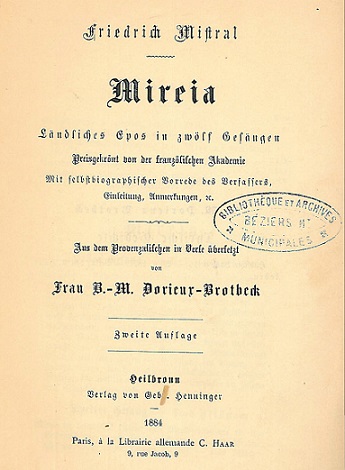 Friedrich Mistral
Mireia
Ländliches Epos in zwölf Gesängen
Preisgekrönt von der französischen Akademie
Mit selbstbiographischer Vorrede des Verfassers,
Einleitung, Anmerkungen, ꝛc.
BIBLIOTHÈQUE ET ARCHIVES
BÉZIERS
MUNICIPALES
Aus dem Provenzalischen in Verse übersetzt
von
Frau B.-M. Dorieux-Brotbeck
Zweite Auflage
Heilbronn
Verlag von Geb. Henninger
1884
Paris, à la Librairie allemande C. HAAR
9, rue Jacob, 9